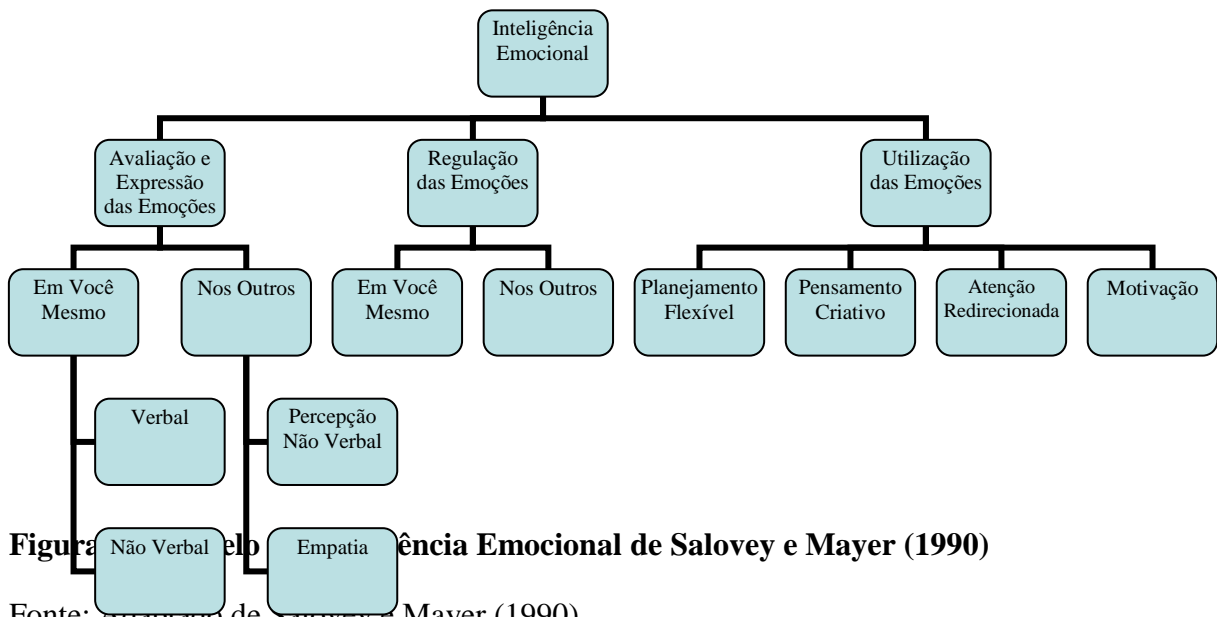 Inteligência
Emocional
Avaliação e
Expressão
das Emoções
Regulação
das Emoções
Utilização
das Emoções
Em Você
Mesmo
Nos Outros
Em Você
Mesmo
Nos Outros
Planejamento
Flexível
Pensamento
Criativo
Atenção
Redirecionada
Motivação
Verbal
Percepção
Não Verbal
Não Verbal
Empatia
Figura ência Emocional de Salovey e Mayer (1990)
Fonte: de Salovey e Mayer (1990)